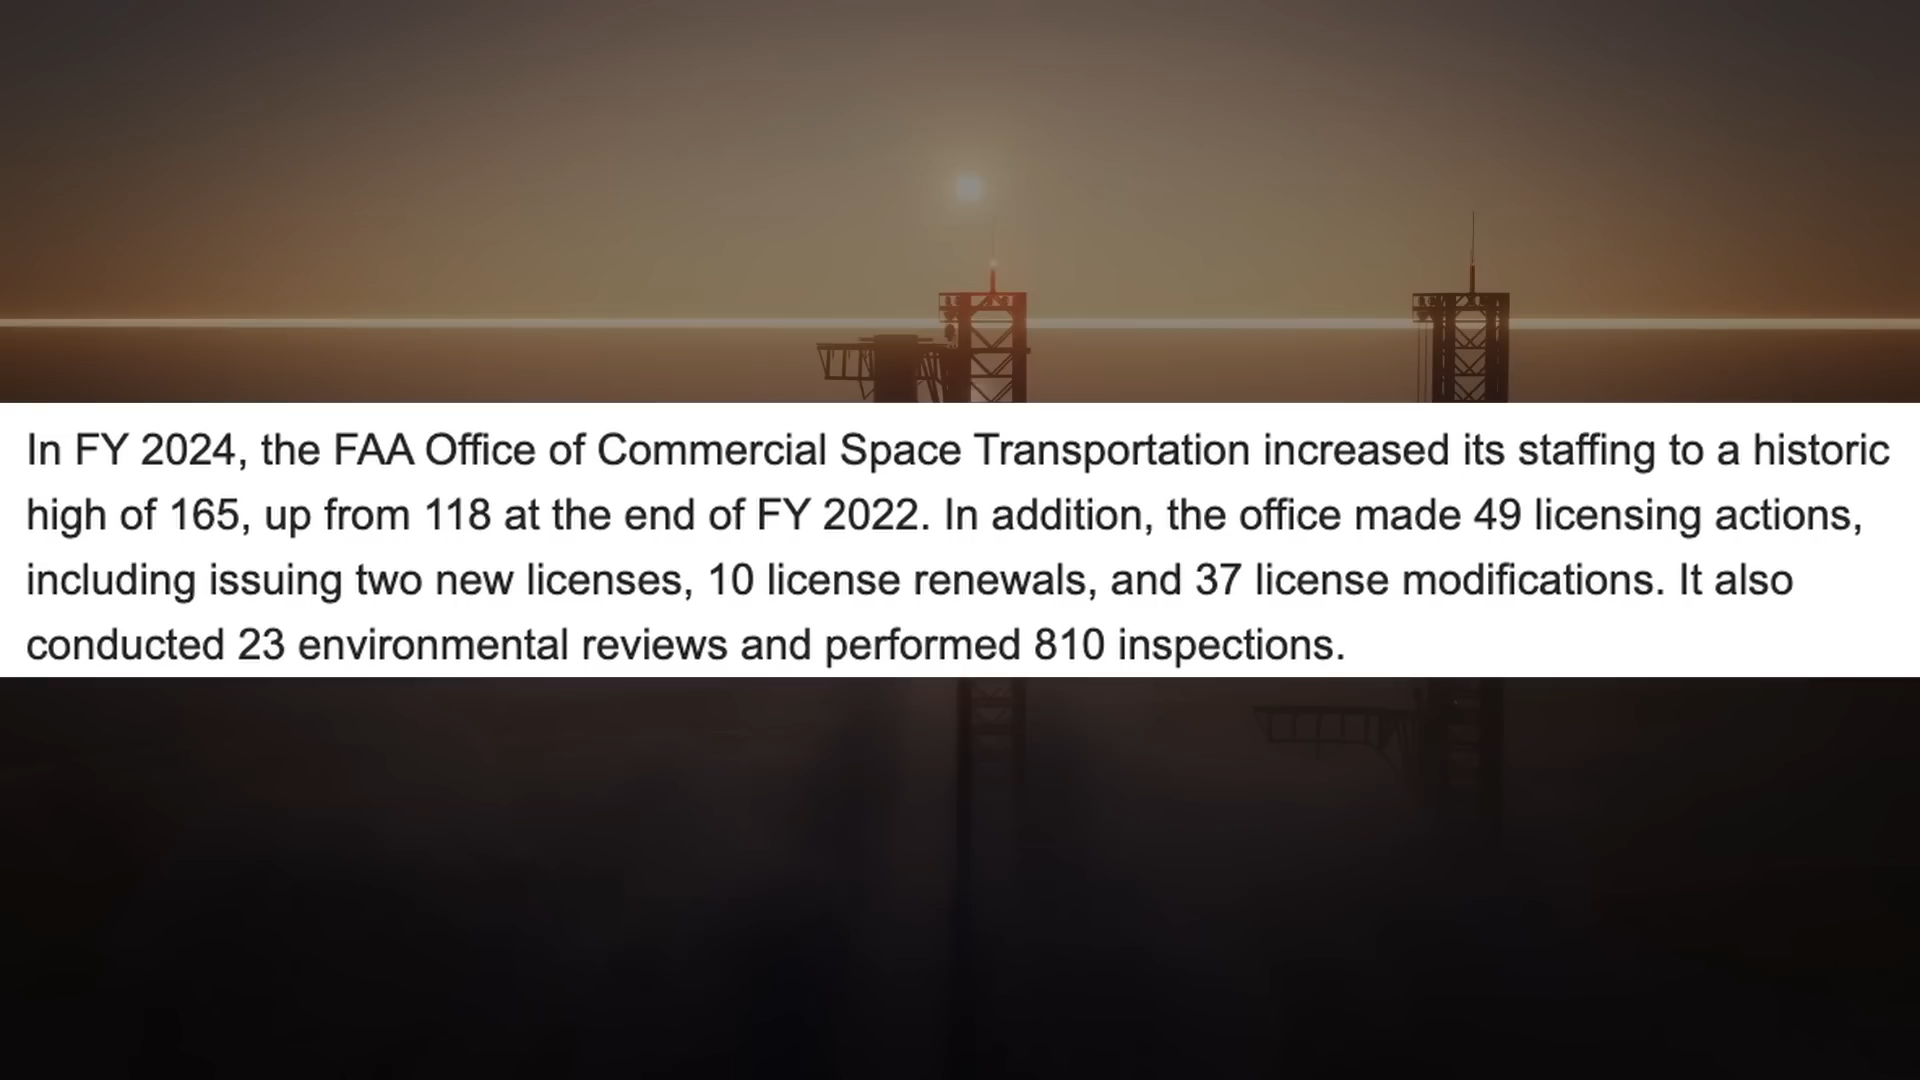 In FY 2024, the FAA Office of Commercial Space Transportation increased its staffing to a historic
high of 165, up from 118 at the end of FY 2022. In addition, the office made 49 licensing actions,
including issuing two new licenses, 10 license renewals, and 37 license modifications. It also
conducted 23 environmental reviews and performed 810 inspections.